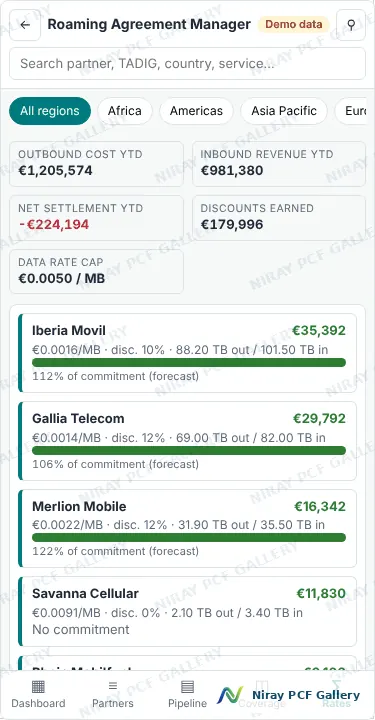 ← Roaming Agreement Manager Demo data
Search partner, TADIG, country, service...
All regions Africa Americas Asia Pacific
OUTBOUND COST YTD
€1,205,574
INBOUND REVENUE YTD
€981,380
NET SETTLEMENT YTD
-€224,194
DISCOUNTS EARNED
€179,996
DATA RATE CAP
€0.0050 / MB
Iberia Movil €35,392
€0.0016/MB · disc. 10% · 88.20 TB out / 101.50 TB in
112% of commitment (forecast)
Gallia Telecom €29,792
€0.0014/MB · disc. 12% · 69.00 TB out / 82.00 TB in
106% of commitment (forecast)
Merlion Mobile €16,342
€0.0022/MB · disc. 12% · 31.90 TB out / 35.50 TB in
122% of commitment (forecast)
Savanna Cellular €11,830
€0.0091/MB · disc. 0% · 2.10 TB out / 3.40 TB in
No commitment
Dashboard Partners Pipeline Coverage Rates
Niray PCF Gallery
NIRAY PCF GALLERY